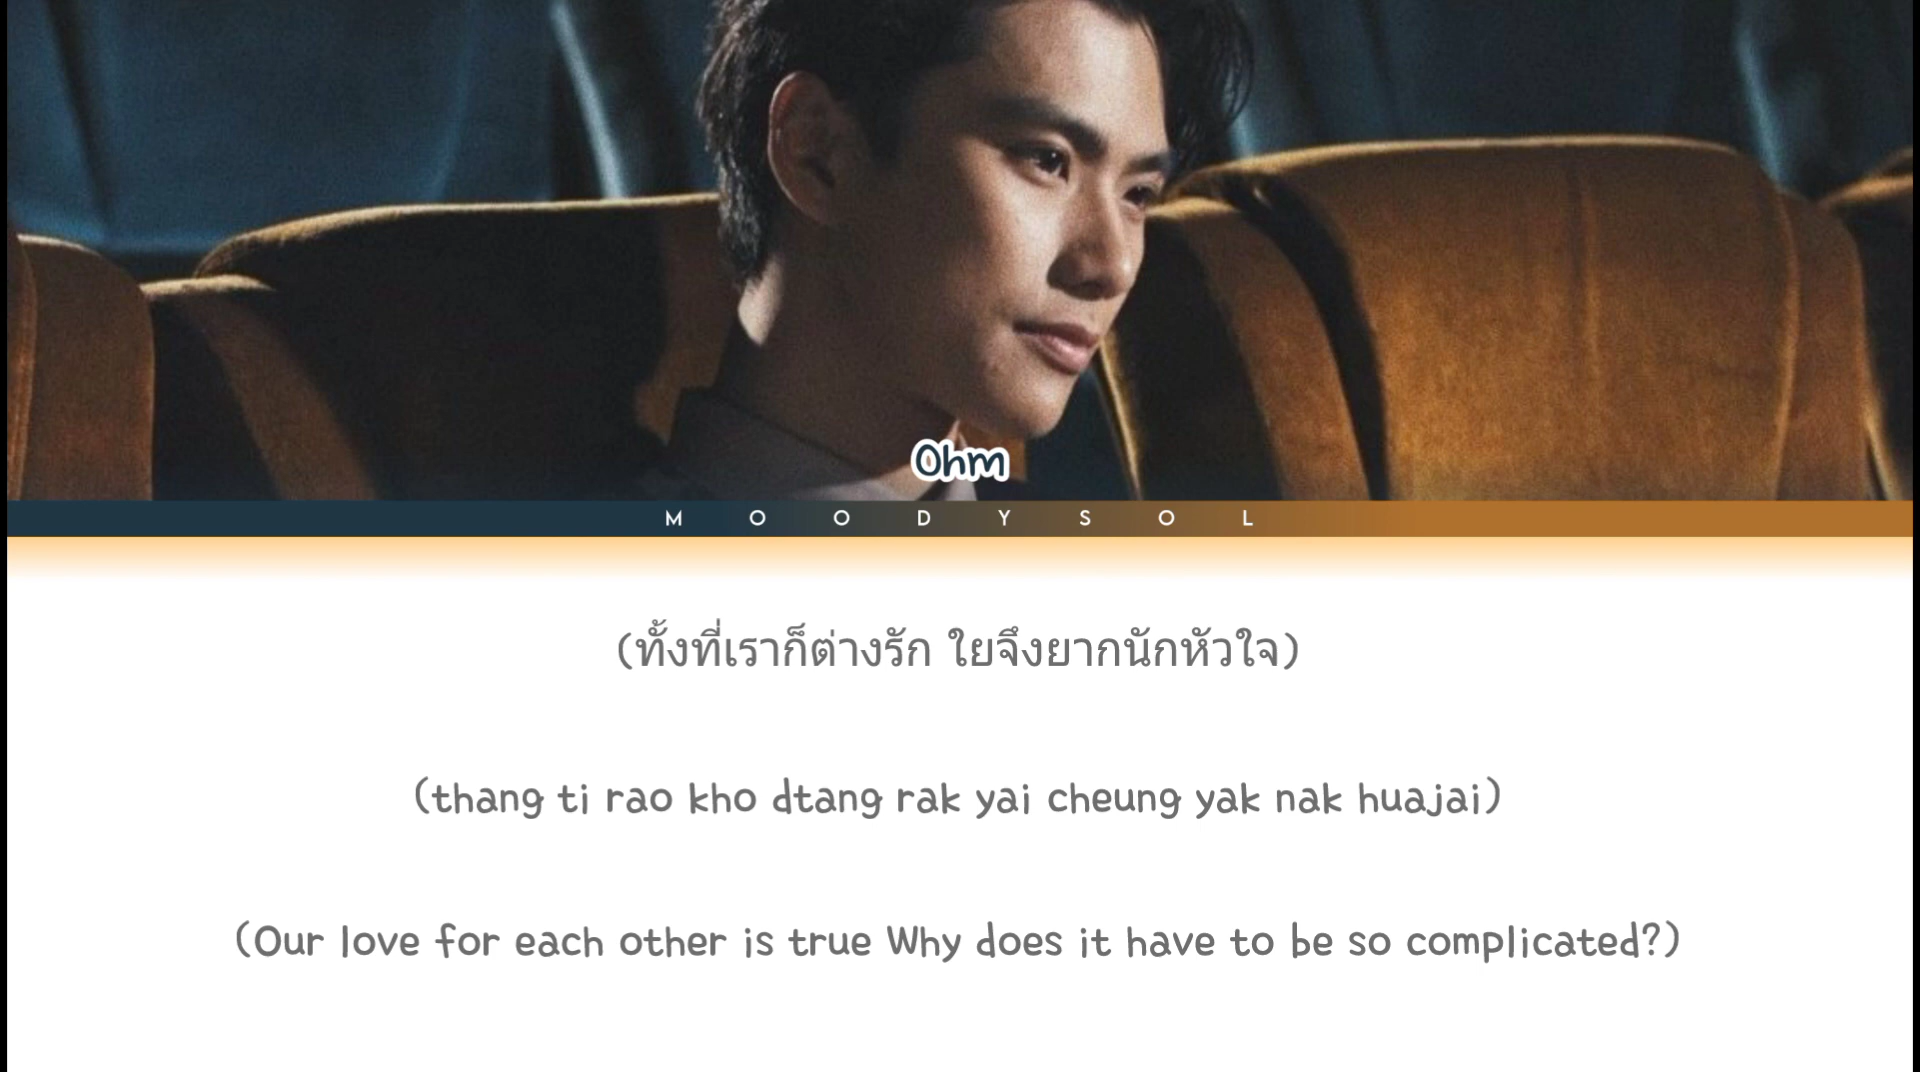 Ohm
MOODYSOL
(ทั้งที่เราก็ต่างรัก ใยจึงยากนักหัวใจ)
(thang ti rao kho dtang rak yai cheung yak nak huajai)
(Our love for each other is true Why does it have to be so complicated?)